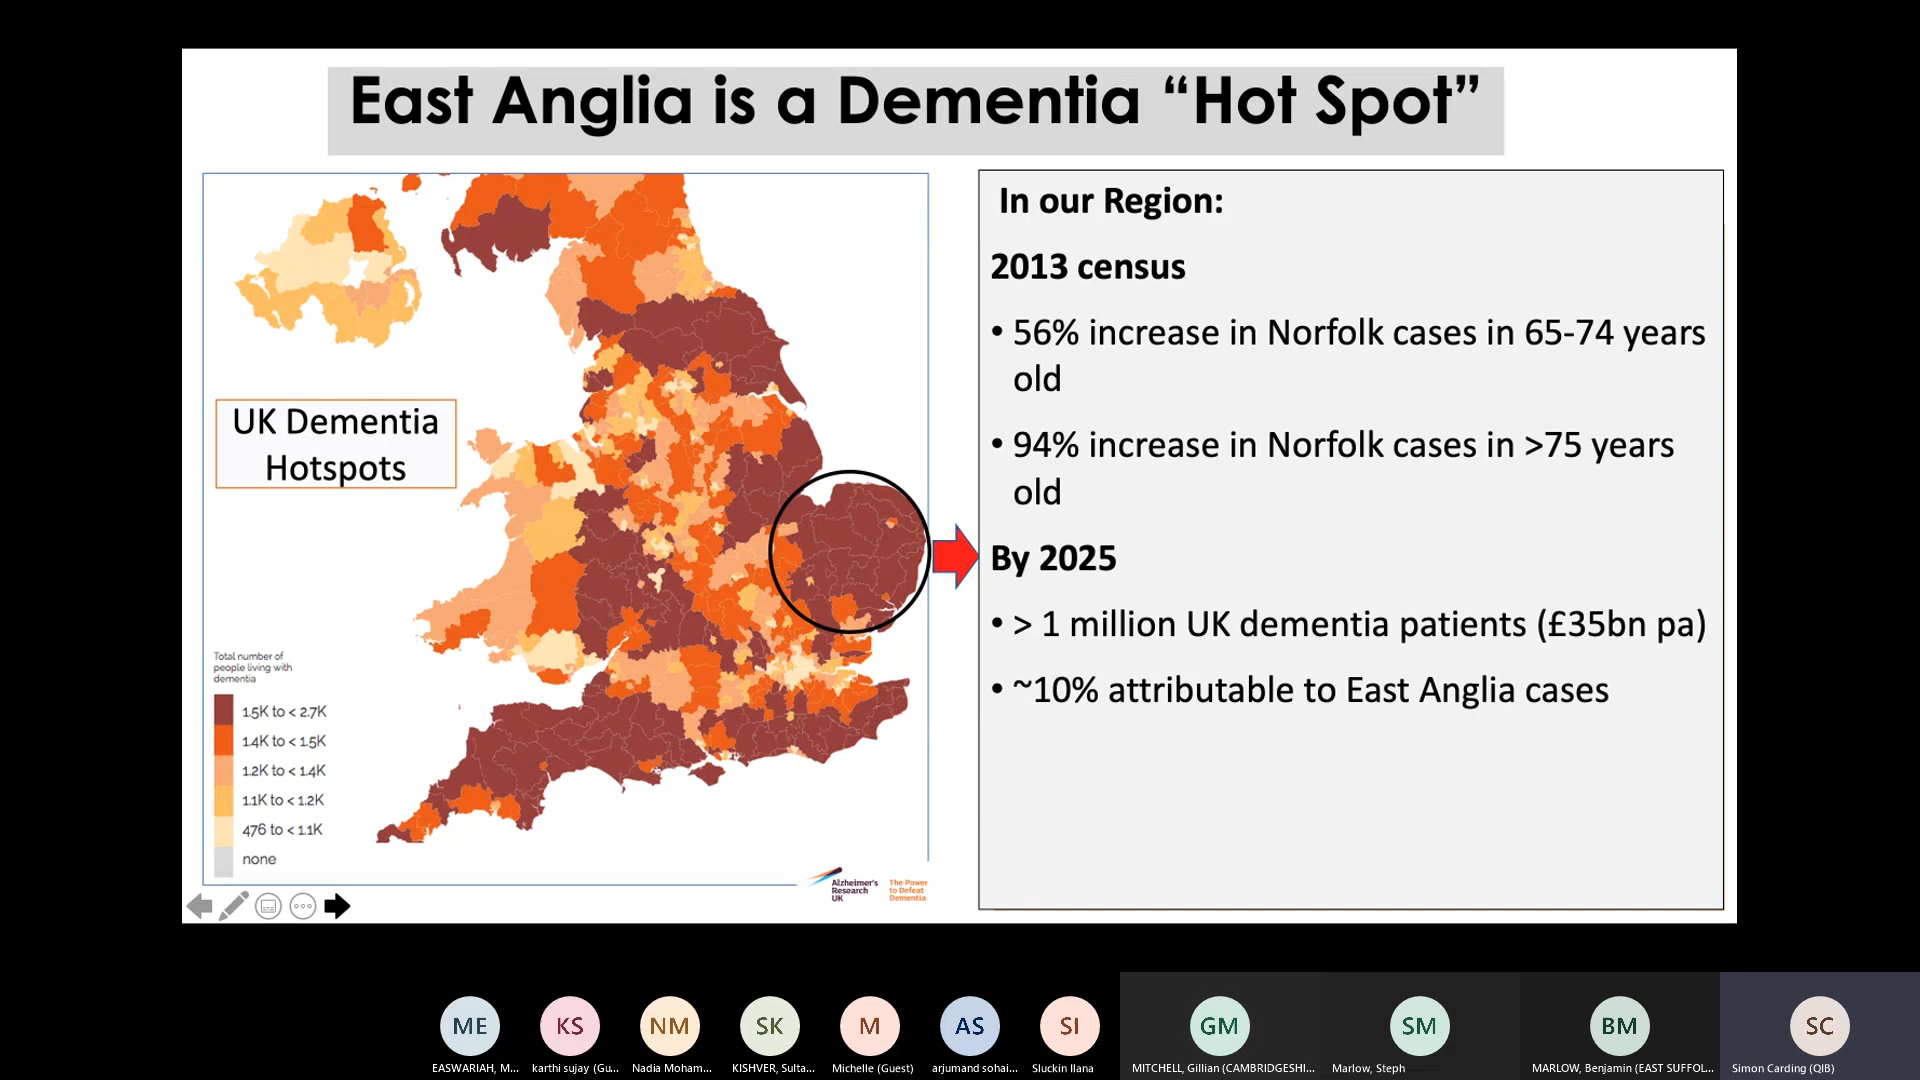 East Anglia is a Dementia “Hot Spot”
UK Dementia
Hotspots
Total number of
people living with
dementia
1.5K to < 2.7K
1.4K to < 1.5K
1.2K to < 1.4K
1.1K to < 1.2K
476 to < 1.1K
none
Alzheimer's
Research
UK
The Power
to Defeat
Dementia
In our Region:
2013 census
• 56% increase in Norfolk cases in 65-74 years
old
• 94% increase in Norfolk cases in >75 years
old
By 2025
• > 1 million UK dementia patients (£35bn pa)
• ~10% attributable to East Anglia cases
ME
KS
NM
SK
M
AS
SI
GM
SM
BM
SC
EASWARIAH, M...
karthi sujay (Gu...
Nadia Moham...
KISHVER, Sulta...
Michelle (Guest)
arjumand sohai...
Sluckin Ilana
MITCHELL, Gillian (CAMBRIDGESHI...
Marlow, Steph
MARLOW, Benjamin (EAST SUFFOL...
Simon Carding (QIB)